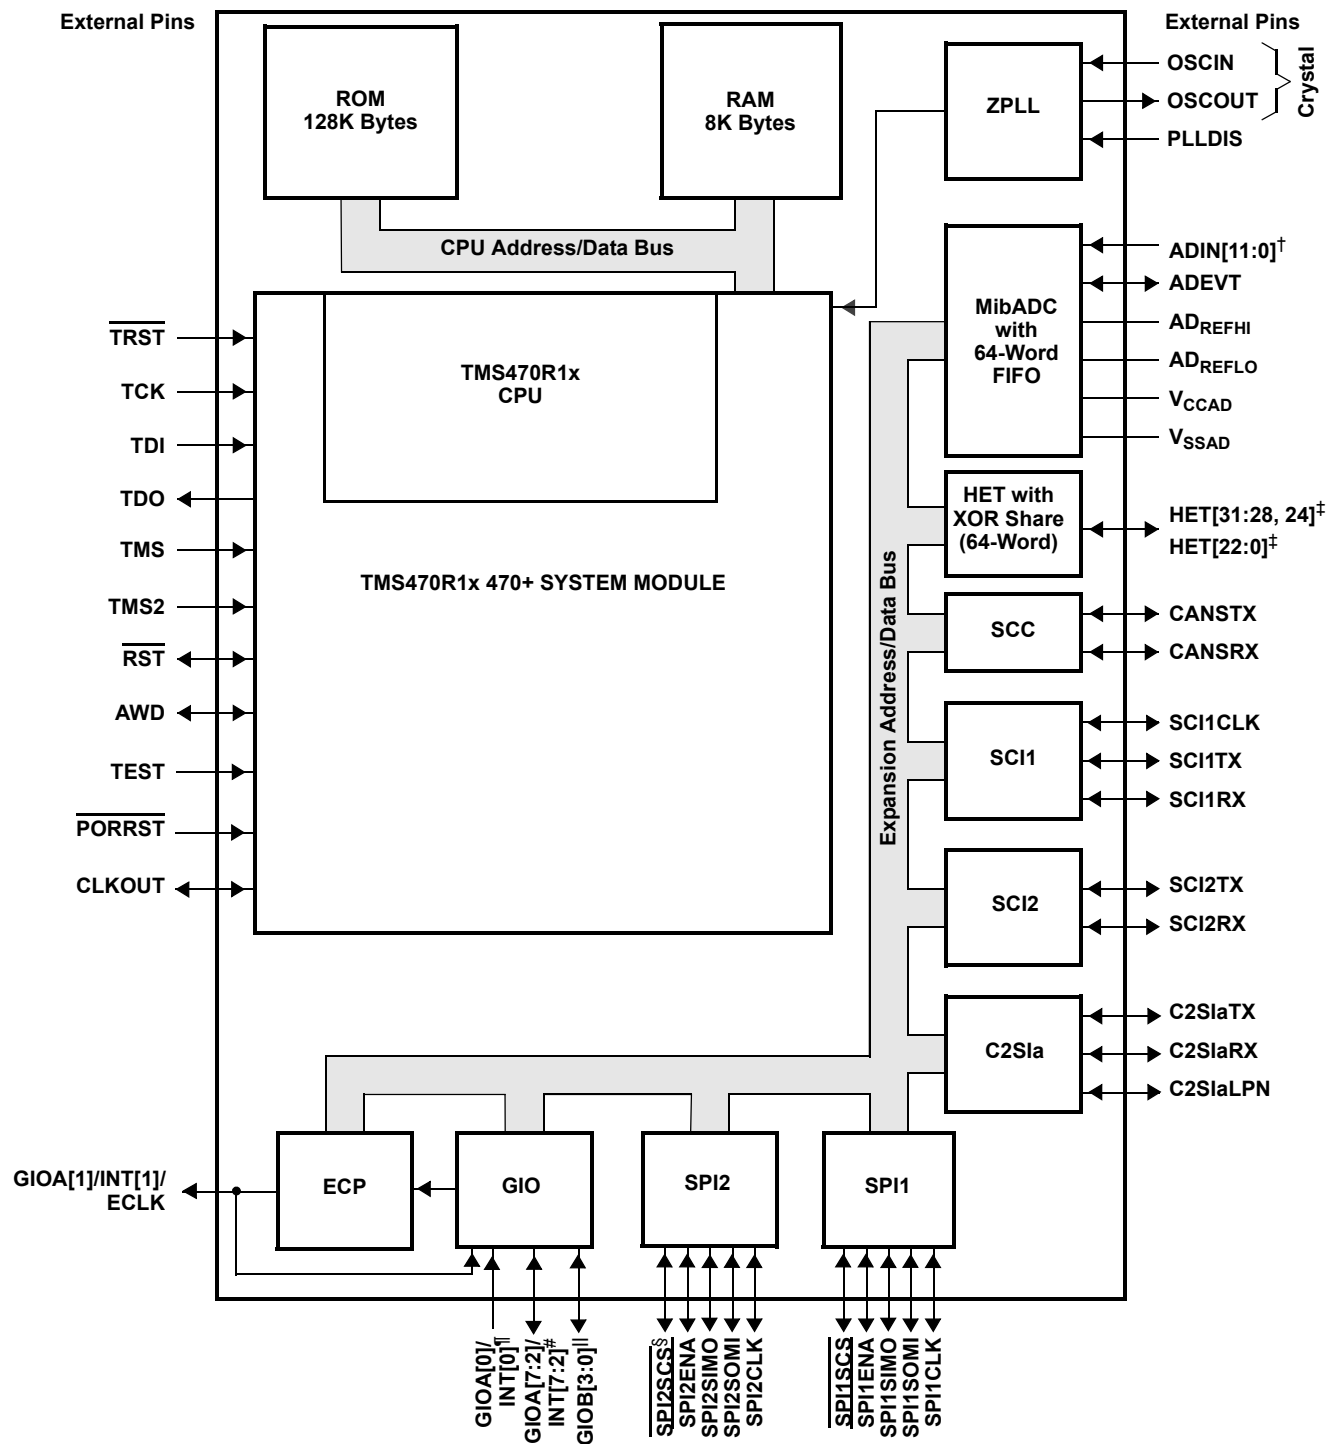 External Pins
External Pins
ROM
128K Bytes
RAM
8K Bytes
ZPLL
OSCIN
OSCOUT
Crystal
PLLDIS
CPU Address/Data Bus
MibADC
with
64-Word
FIFO
ADIN[11:0]†
ADEVT
ADREFHI
ADREFLO
VCCAD
VSSAD
TRST
TCK
TDI
TDO
TMS
TMS2
RST
AWD
TEST
PORRST
CLKOUT
TMS470R1x
CPU
TMS470R1x 470+ SYSTEM MODULE
Expansion Address/Data Bus
HET with
XOR Share
(64-Word)
HET[31:28, 24]‡
HET[22:0]‡
SCC
CANSTX
CANSRX
SCI1
SCI1CLK
SCI1TX
SCI1RX
SCI2
SCI2TX
SCI2RX
C2SIa
C2SIaTX
C2SIaRX
C2SIaLPN
GIOA[1]/INT[1]/
ECLK
ECP
GIO
SPI2
SPI1
GIOA[0]/
INT[0]¶
GIOA[7:2]/
INT[7:2]#
GIOB[3:0]||
SPI2SCS§
SPI2ENA
SPI2SIMO
SPI2SOMI
SPI2CLK
SPI1SCS
SPI1ENA
SPI1SIMO
SPI1SOMI
SPI1CLK